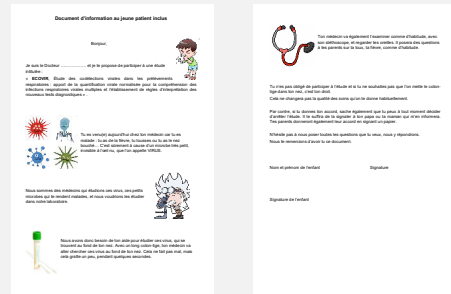 Document d'information au jeune patient inclus
Bonjour,
Je suis le Docteur ...................., et je te propose de participer à une étude
intitulée :
« ECOVIR, Étude des codétections virales dans les prélèvements
respiratoires : apport de la quantification virale normalisée pour la compréhension des
infections respiratoires virales multiples et l'établissement de règles d'interprétation des
nouveaux tests diagnostiques » .
Tu es venu(e) aujourd'hui chez ton médecin car tu es
malade : tu as de la fièvre, tu tousses ou tu as le nez
bouché... C'est sûrement à cause d'un microbe très petit,
invisible à l'œil nu, que l'on appelle VIRUS.
Nous sommes des médecins qui étudions ces virus, ces petits
microbes qui te rendent malades, et nous voudrions les étudier
dans notre laboratoire.
Nous avons donc besoin de ton aide pour étudier ces virus, qui se
trouvent au fond de ton nez. Avec un long coton-tige, ton médecin va
aller chercher ces virus au fond de ton nez. Cela ne fait pas mal, mais
cela gratte un peu, pendant quelques secondes.
Ton médecin va également t'examiner comme d'habitude, avec
son stéthoscope, et regarder tes oreilles. Il posera des questions
à tes parents sur ta toux, ta fièvre, comme d'habitude.
Tu n'es pas obligé de participer à l'étude et si tu ne souhaites pas que l'on mette le coton-
tige dans ton nez, c'est ton droit.
Cela ne changera pas la qualité des soins qu'on te donne habituellement.
Par contre, si tu donnes ton accord, sache également que tu peux à tout moment décider
d'arrêter l'étude. Il te suffira de le signaler à ton papa ou ta maman qui m'en informera.
Tes parents donneront également leur accord en signant un papier.
N'hésite pas à nous poser toutes les questions que tu veux, nous y répondrons.
Nous te remercions d'avoir lu ce document.
Nom et prénom de l'enfant Signature
Signature de l'enfant